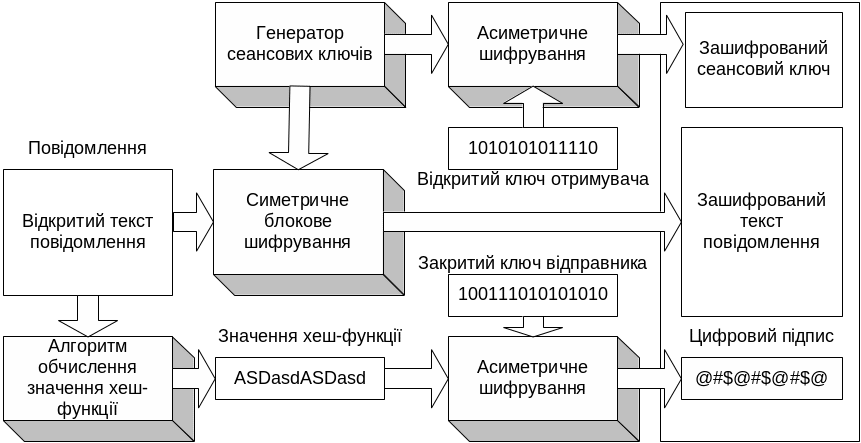 Генератор
сеансових ключів
Асиметричне
шифрування
Зашифрований
сеансовий ключ
1010101011110
Відкритий ключ отримувача
Повідомлення
Відкритий текст
повідомлення
Симетричне
блокове
шифрування
Зашифрований
текст
повідомлення
Закритий ключ відправника
100111010101010
Алгоритм
обчислення
значення хеш-
функції
Значення хеш-функції
ASDasdASDasd
Асиметричне
шифрування
Цифровий підпис
@#$@#$@#$@